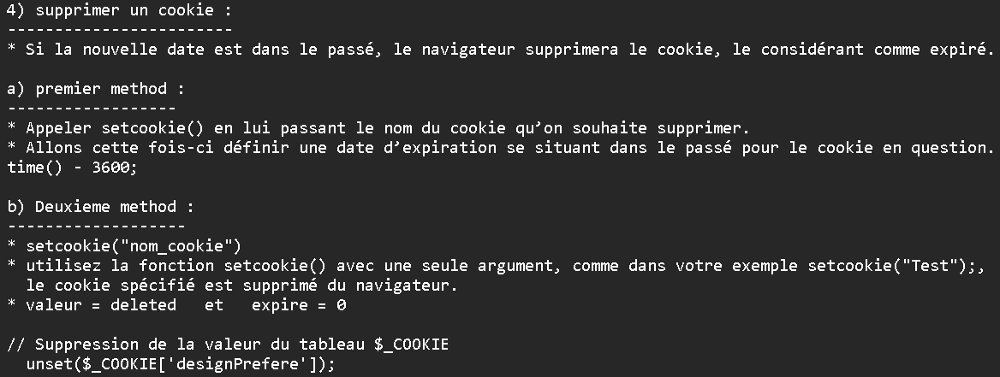 4) supprimer un cookie :
------------------------
* Si la nouvelle date est dans le passé, le navigateur supprimera le cookie, le considérant comme expiré.
a) premier method :
------------------
* Appeler setcookie() en lui passant le nom du cookie qu’on souhaite supprimer.
* Allons cette fois-ci définir une date d’expiration se situant dans le passé pour le cookie en question.
time() - 3600;
b) Deuxieme method :
-------------------
* setcookie("nom_cookie")
* utilisez la fonction setcookie() avec une seule argument, comme dans votre exemple setcookie("Test");,
  le cookie spécifié est supprimé du navigateur.
* valeur = deleted   et   expire = 0
// Suppression de la valeur du tableau $_COOKIE
  unset($_COOKIE['designPrefere']);